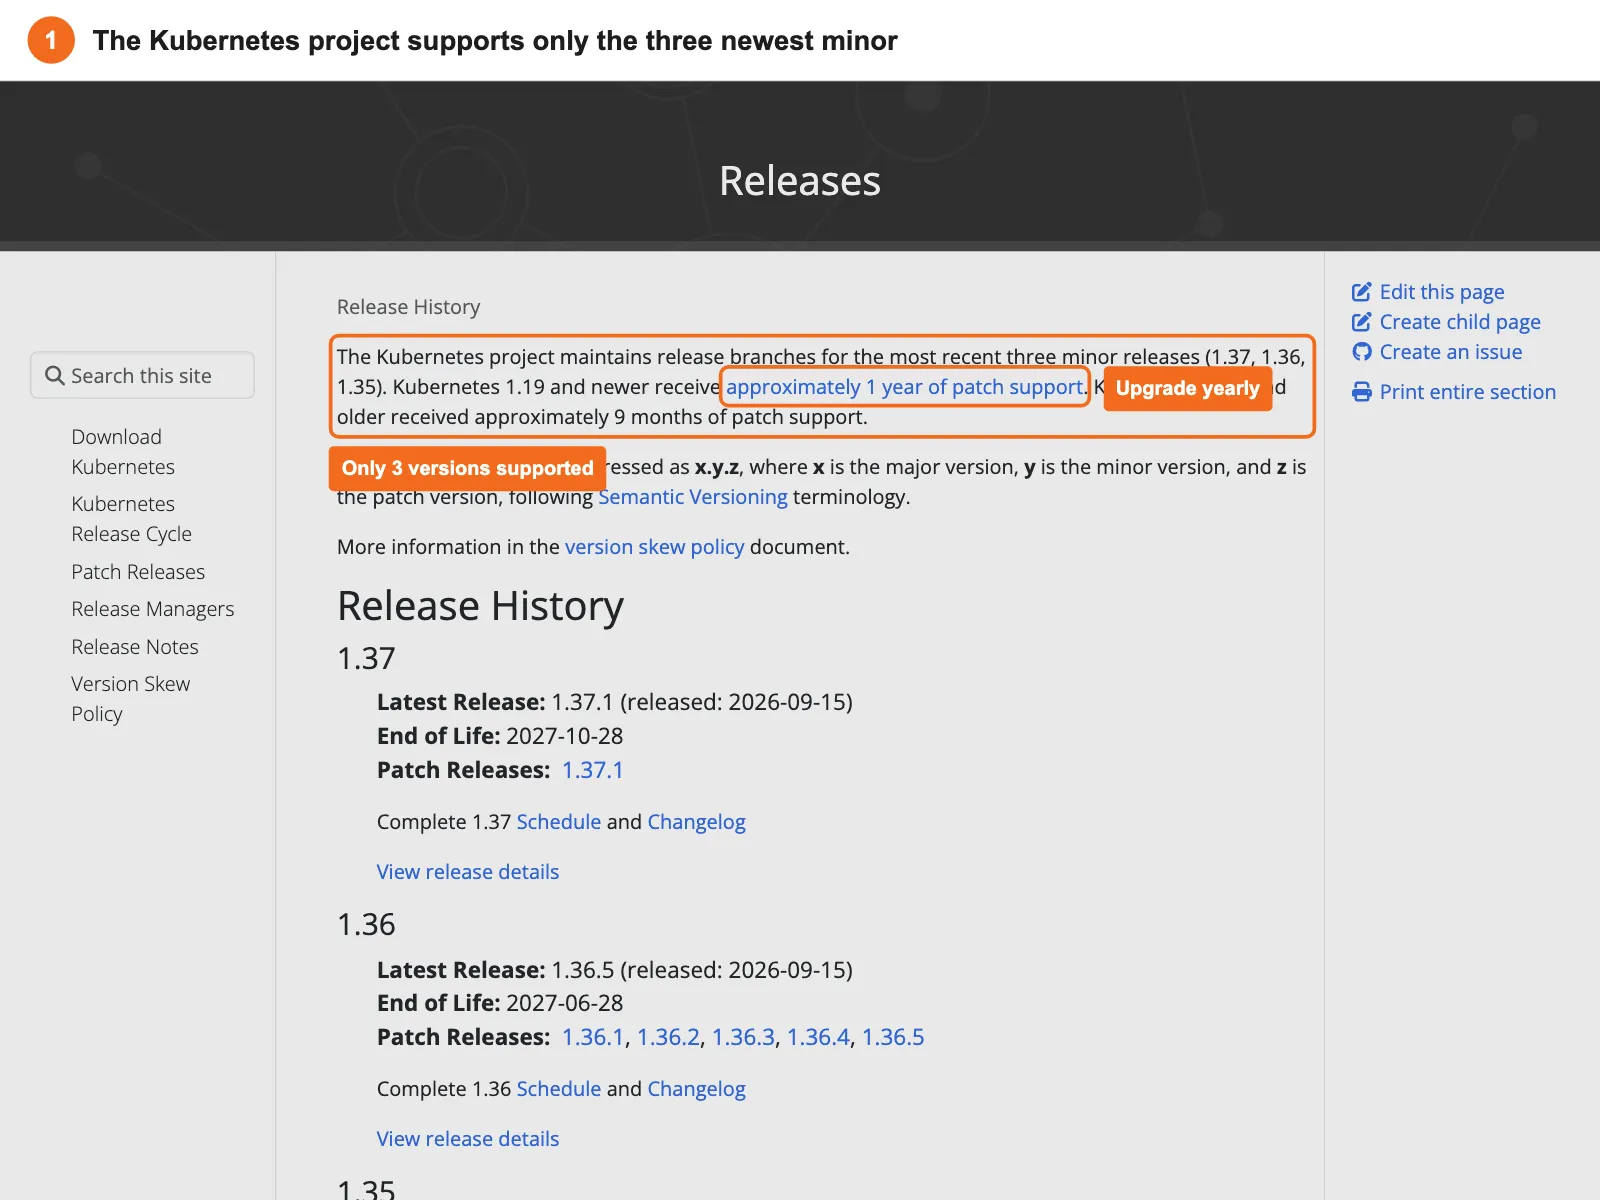 1 The Kubernetes project supports only the three newest minor
Releases
Search this site
Download
Kubernetes
Kubernetes
Release Cycle
Patch Releases
Release Managers
Release Notes
Version Skew
Policy
Release History
The Kubernetes project maintains release branches for the most recent three minor releases (1.37, 1.36,
1.35). Kubernetes 1.19 and newer receive approximately 1 year of patch support. K Upgrade yearly d
older received approximately 9 months of patch support.
Only 3 versions supported ressed as x.y.z, where x is the major version, y is the minor version, and z is
the patch version, following Semantic Versioning terminology.
More information in the version skew policy document.
Release History
1.37
Latest Release: 1.37.1 (released: 2026-09-15)
End of Life: 2027-10-28
Patch Releases: 1.37.1
Complete 1.37 Schedule and Changelog
View release details
1.36
Latest Release: 1.36.5 (released: 2026-09-15)
End of Life: 2027-06-28
Patch Releases: 1.36.1, 1.36.2, 1.36.3, 1.36.4, 1.36.5
Complete 1.36 Schedule and Changelog
View release details
1.35
Edit this page
Create child page
Create an issue
Print entire section